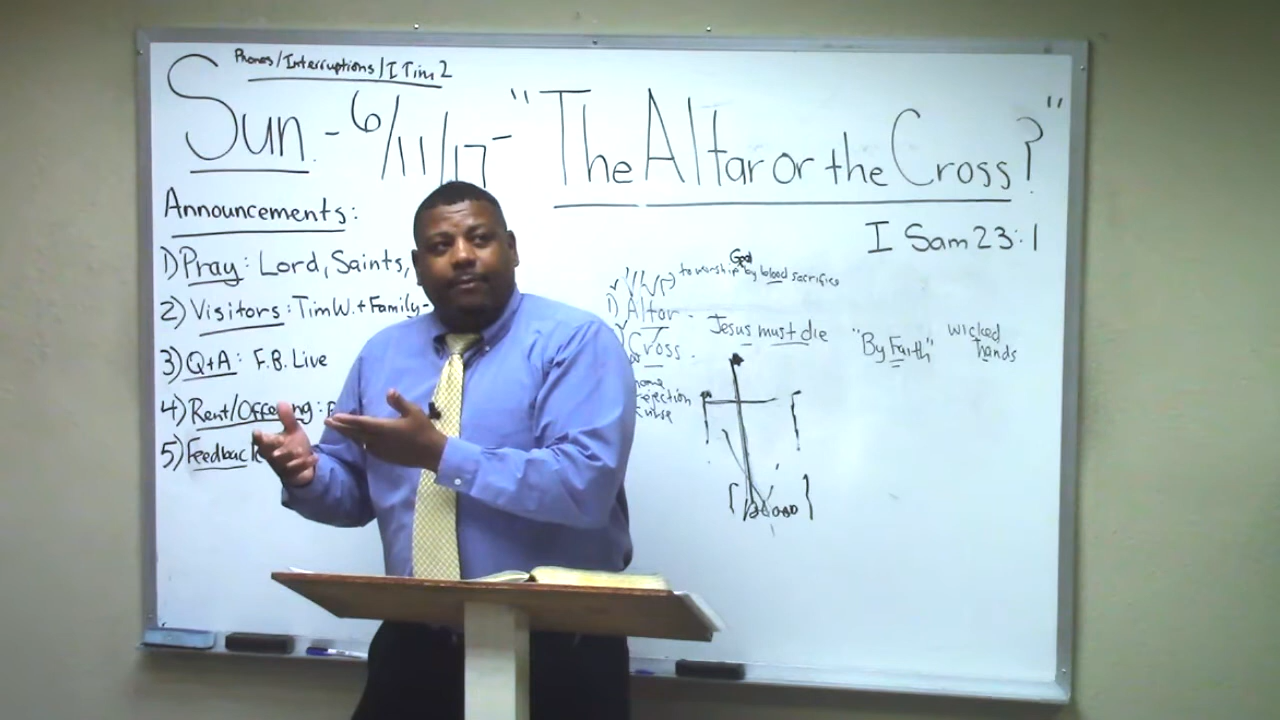 Phones/Interruptions/I Tim 2
Sun. - 6/11/17 - "The Altar or the Cross?"
I Sam 23:1
Announcements:
1) Pray: Lord, Saints,
2) Visitors: Tim W. + Family-
3) Q+A: F.B. Live
4) Rent/Offering:
5) Feedback
God
to worship by blood sacrifice
1) Altar -
Cross. Jesus must die "By Faith" wicked hands
blood